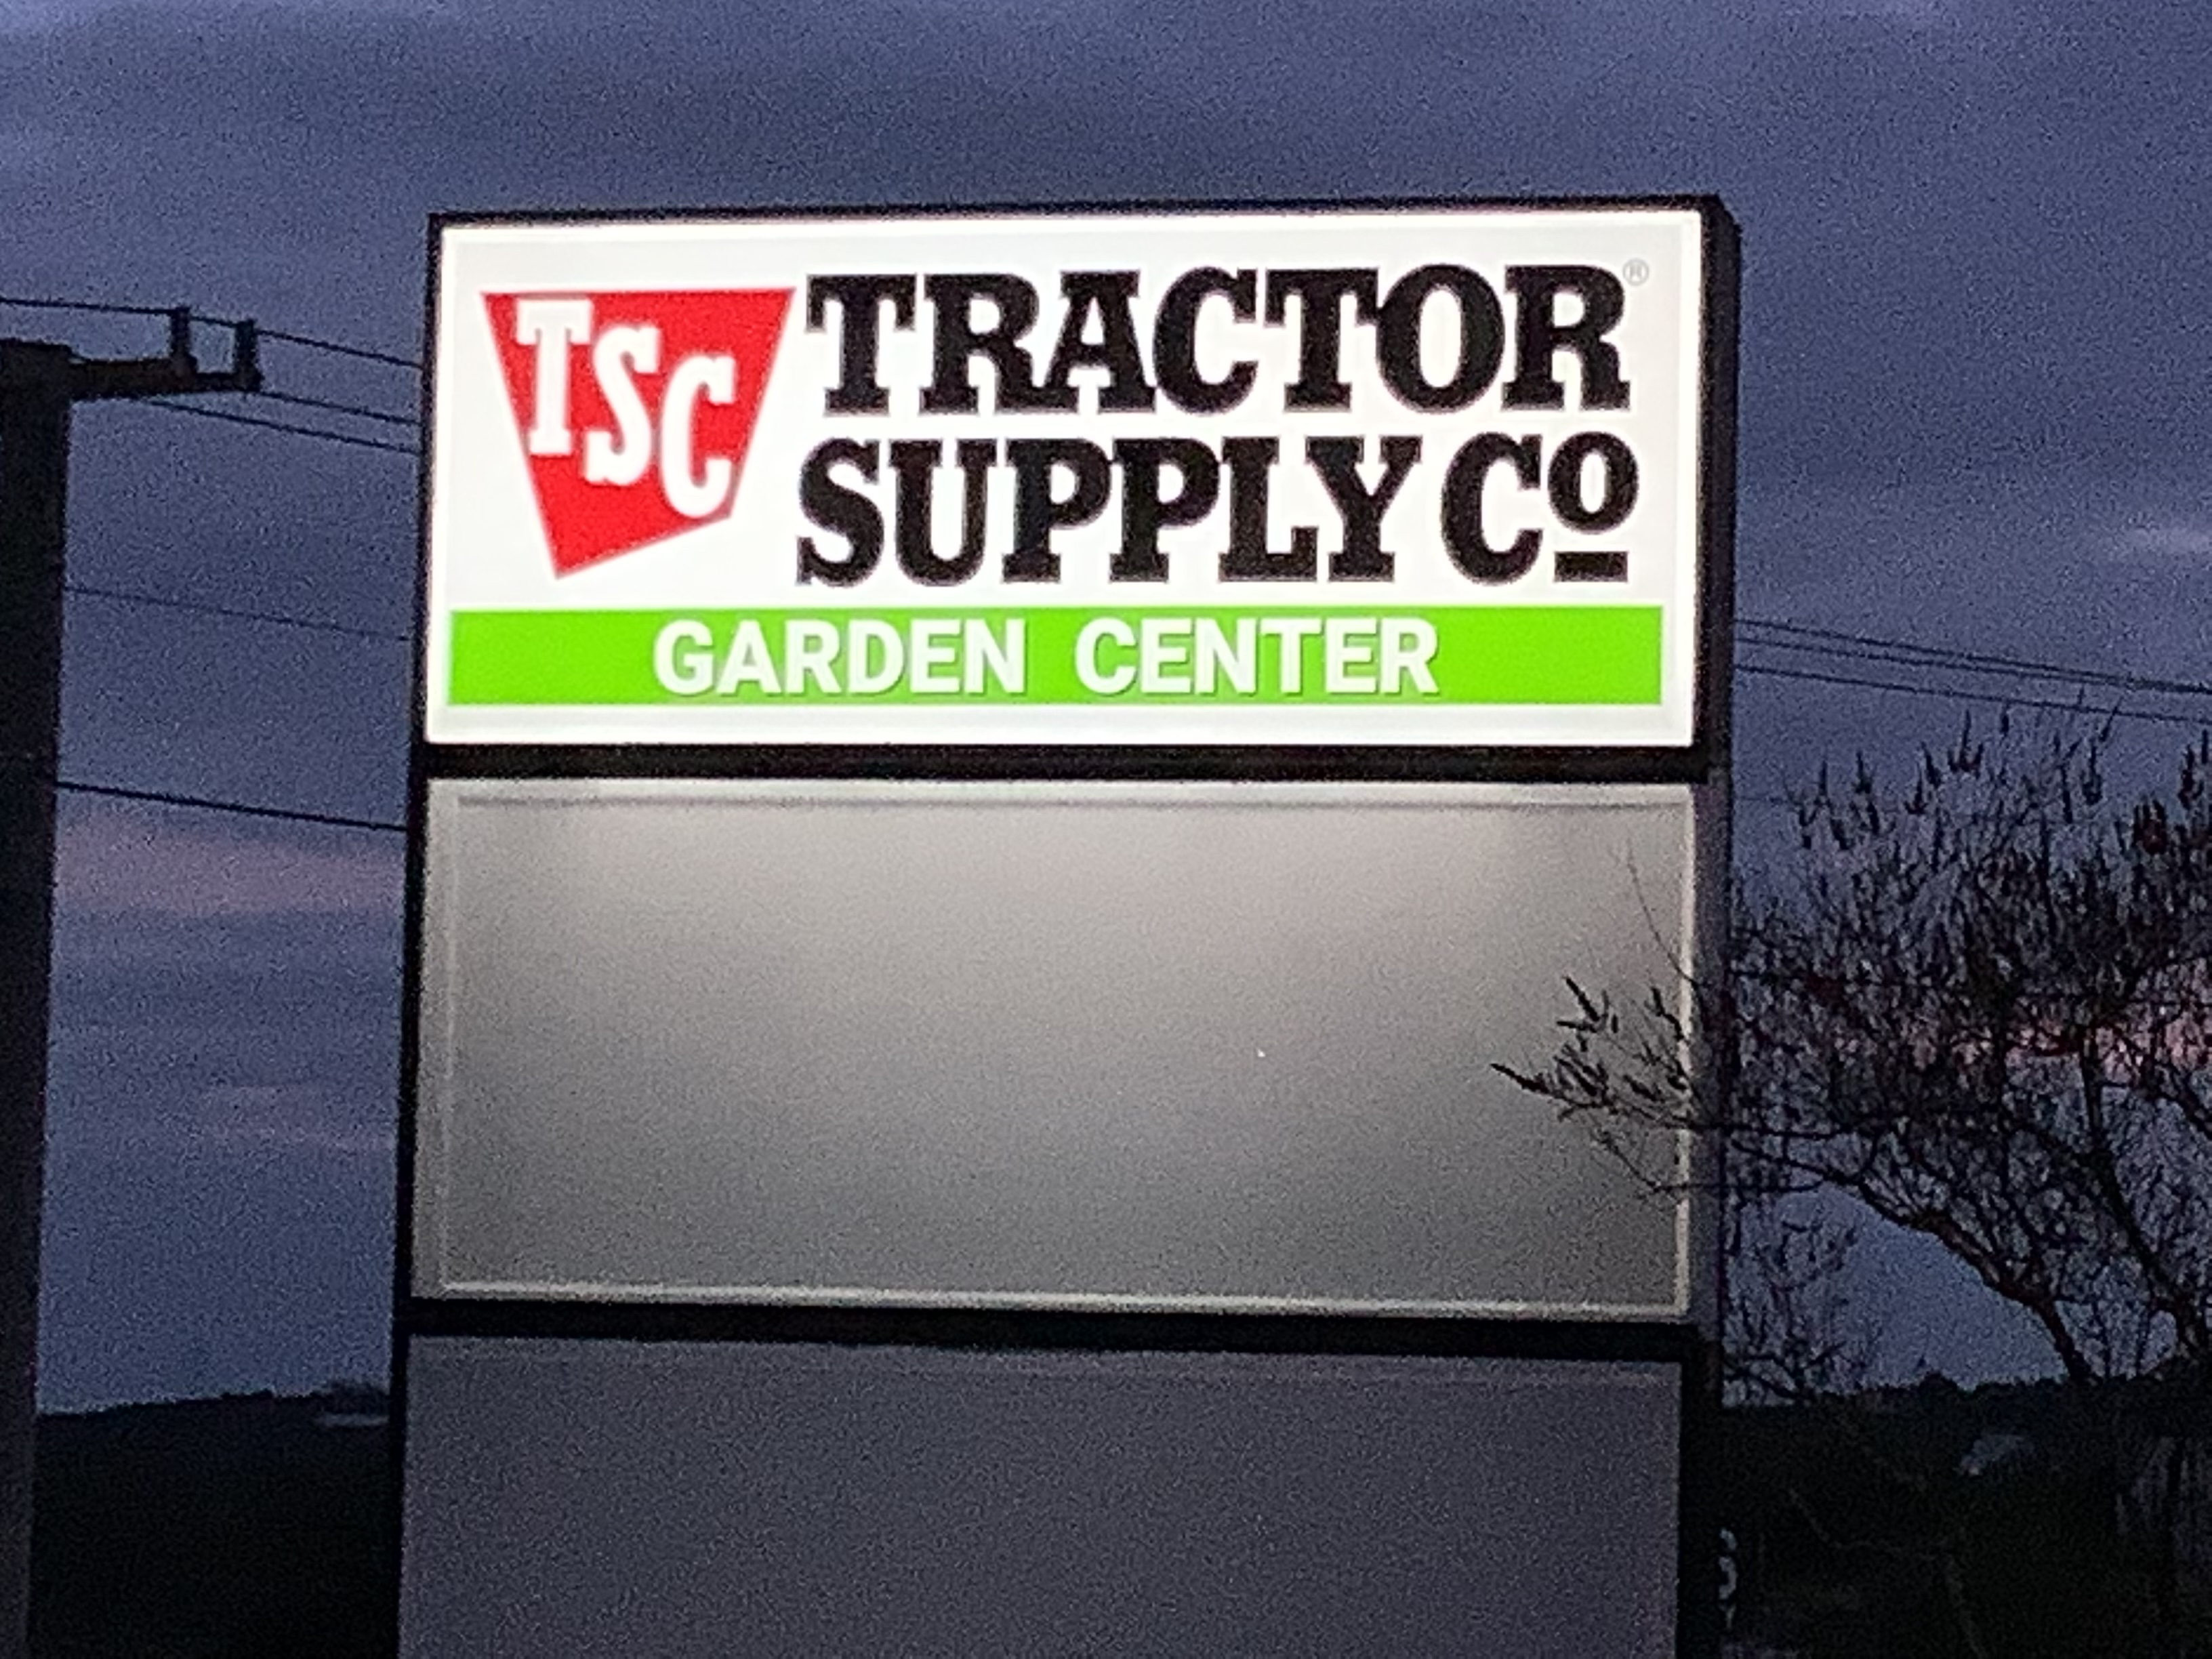 TSC
TRACTOR®
SUPPLY Co
GARDEN CENTER